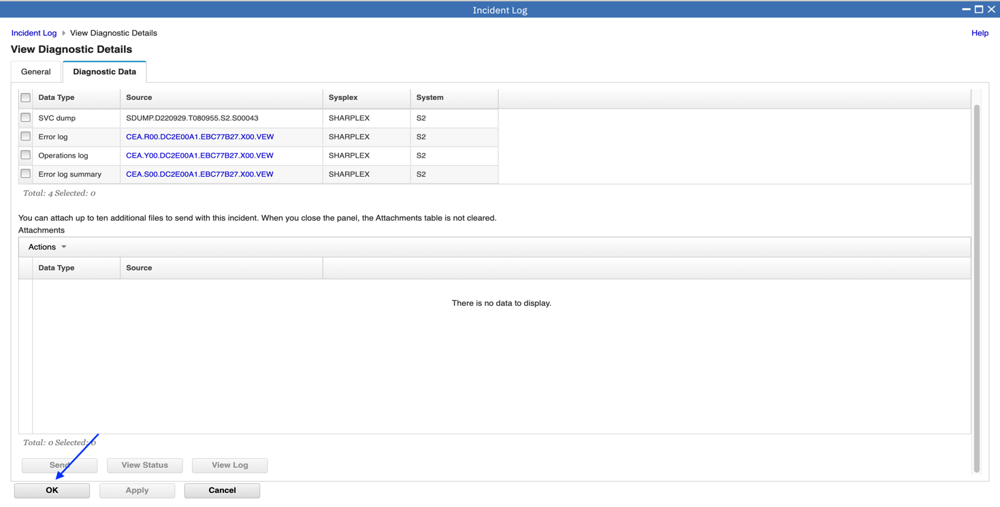 Incident Log
Incident Log View Diagnostic Details Help
View Diagnostic Details
General Diagnostic Data
Data Type Source Sysplex System
SVC dump SDUMP.D220929.T080955.S2.S00043 SHARPLEX S2
Error log CEA.R00.DC2E00A1.EBC77B27.X00.VEW SHARPLEX S2
Operations log CEA.Y00.DC2E00A1.EBC77B27.X00.VEW SHARPLEX S2
Error log summary CEA.S00.DC2E00A1.EBC77B27.X00.VEW SHARPLEX S2
Total: 4 Selected: 0
You can attach up to ten additional files to send with this incident. When you close the panel, the Attachments table is not cleared.
Attachments
Actions
Data Type Source
There is no data to display.
Total: 0 Selected: 0
Send View Status View Log
OK Apply Cancel